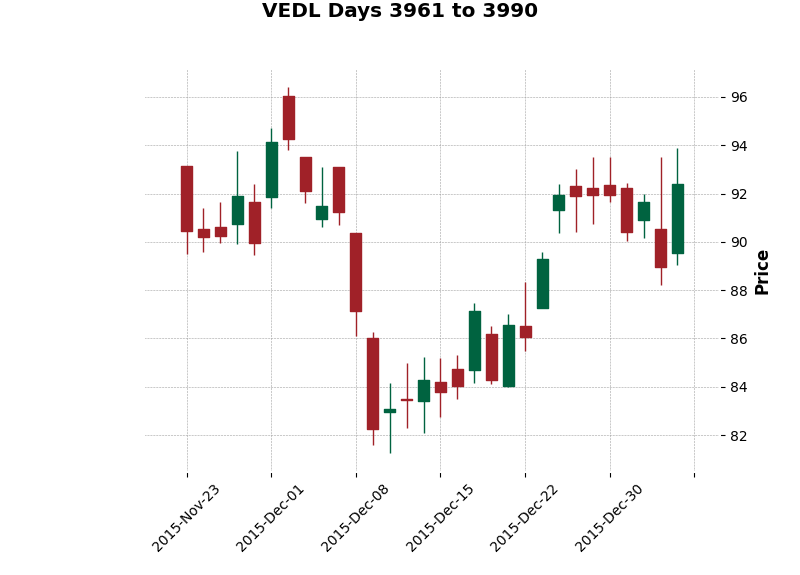 VEDL Days 3961 to 3990
96
94
92
90
88
86
84
82
Price
2015-Nov-23
2015-Dec-01
2015-Dec-08
2015-Dec-15
2015-Dec-22
2015-Dec-30